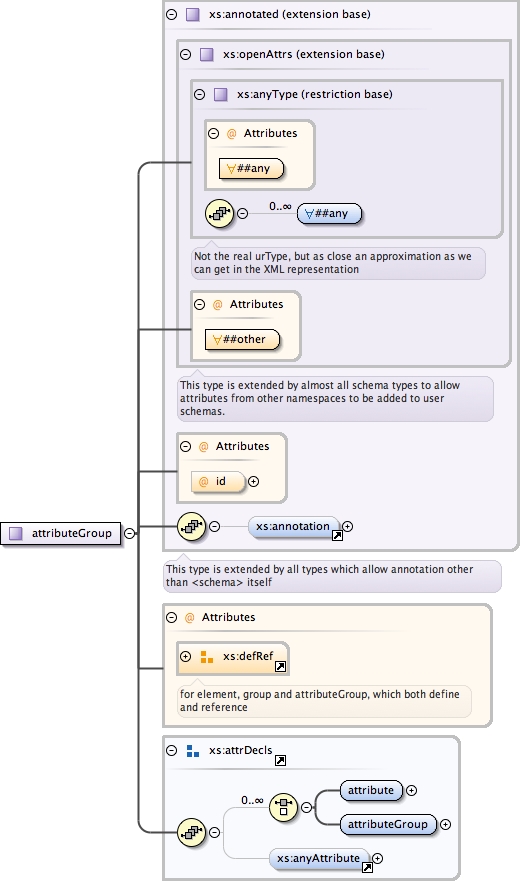 xs:annotated (extension base)
xs:openAttrs (extension base)
xs:anyType (restriction base)
@ Attributes
∀##any
0..∞
∀##any
Not the real urType, but as close an approximation as we
can get in the XML representation
@ Attributes
∀##other
This type is extended by almost all schema types to allow
attributes from other namespaces to be added to user
schemas.
@ Attributes
@ id
attributeGroup
xs:annotation
This type is extended by all types which allow annotation other
than <schema> itself
@ Attributes
xs:defRef
for element, group and attributeGroup, which both define
and reference
xs:attrDecls
0..∞
attribute
attributeGroup
xs:anyAttribute